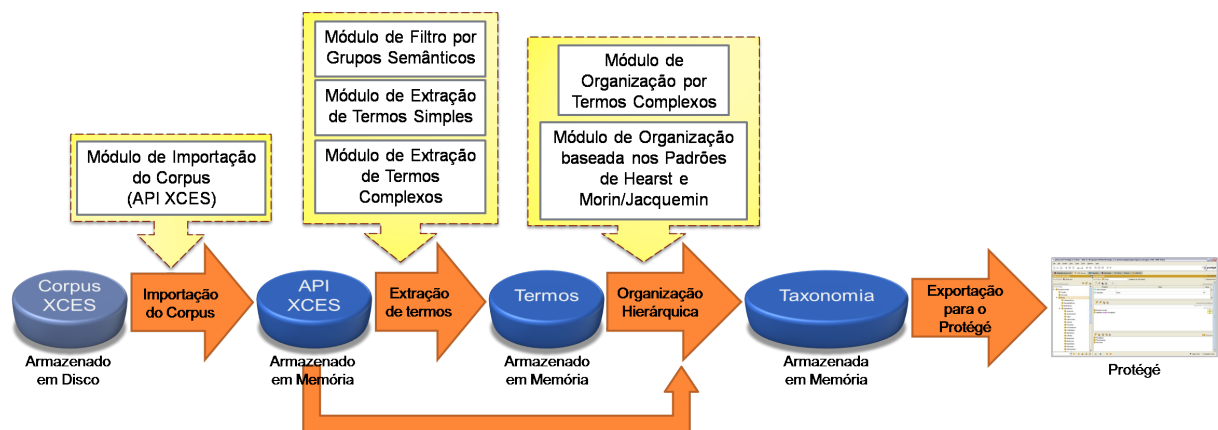 Módulo de Filtro por
Grupos Semânticos
Módulo de Extração
de Termos Simples
Módulo de Extração
de Termos
Complexos
Módulo de
Organização por
Termos Complexos
Módulo de Organização
baseada nos Padrões
de Hearst e
Morin/Jacquemin
Módulo de Importação
do Corpus
(API XCES)
Corpus
XCES
Armazenado
em Disco
Importação
do Corpus
API
XCES
Armazenado
em Memória
Extração
de termos
Termos
Armazenado
em Memória
Organização
Hierárquica
Taxonomia
Armazenada
em Memória
Exportação
para o
Protégé
Protégé